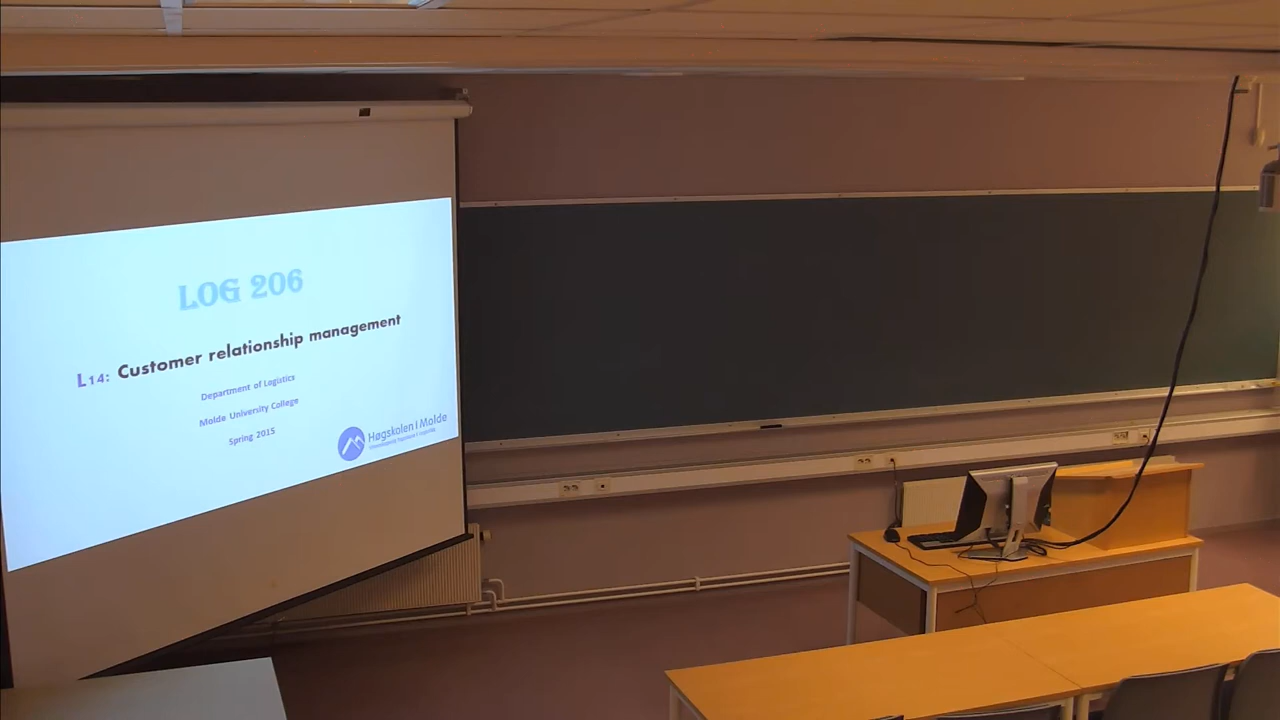 LOG 206
L14: Customer relationship management
Department of Logistics
Molde University College
Spring 2015
Høgskolen i Molde